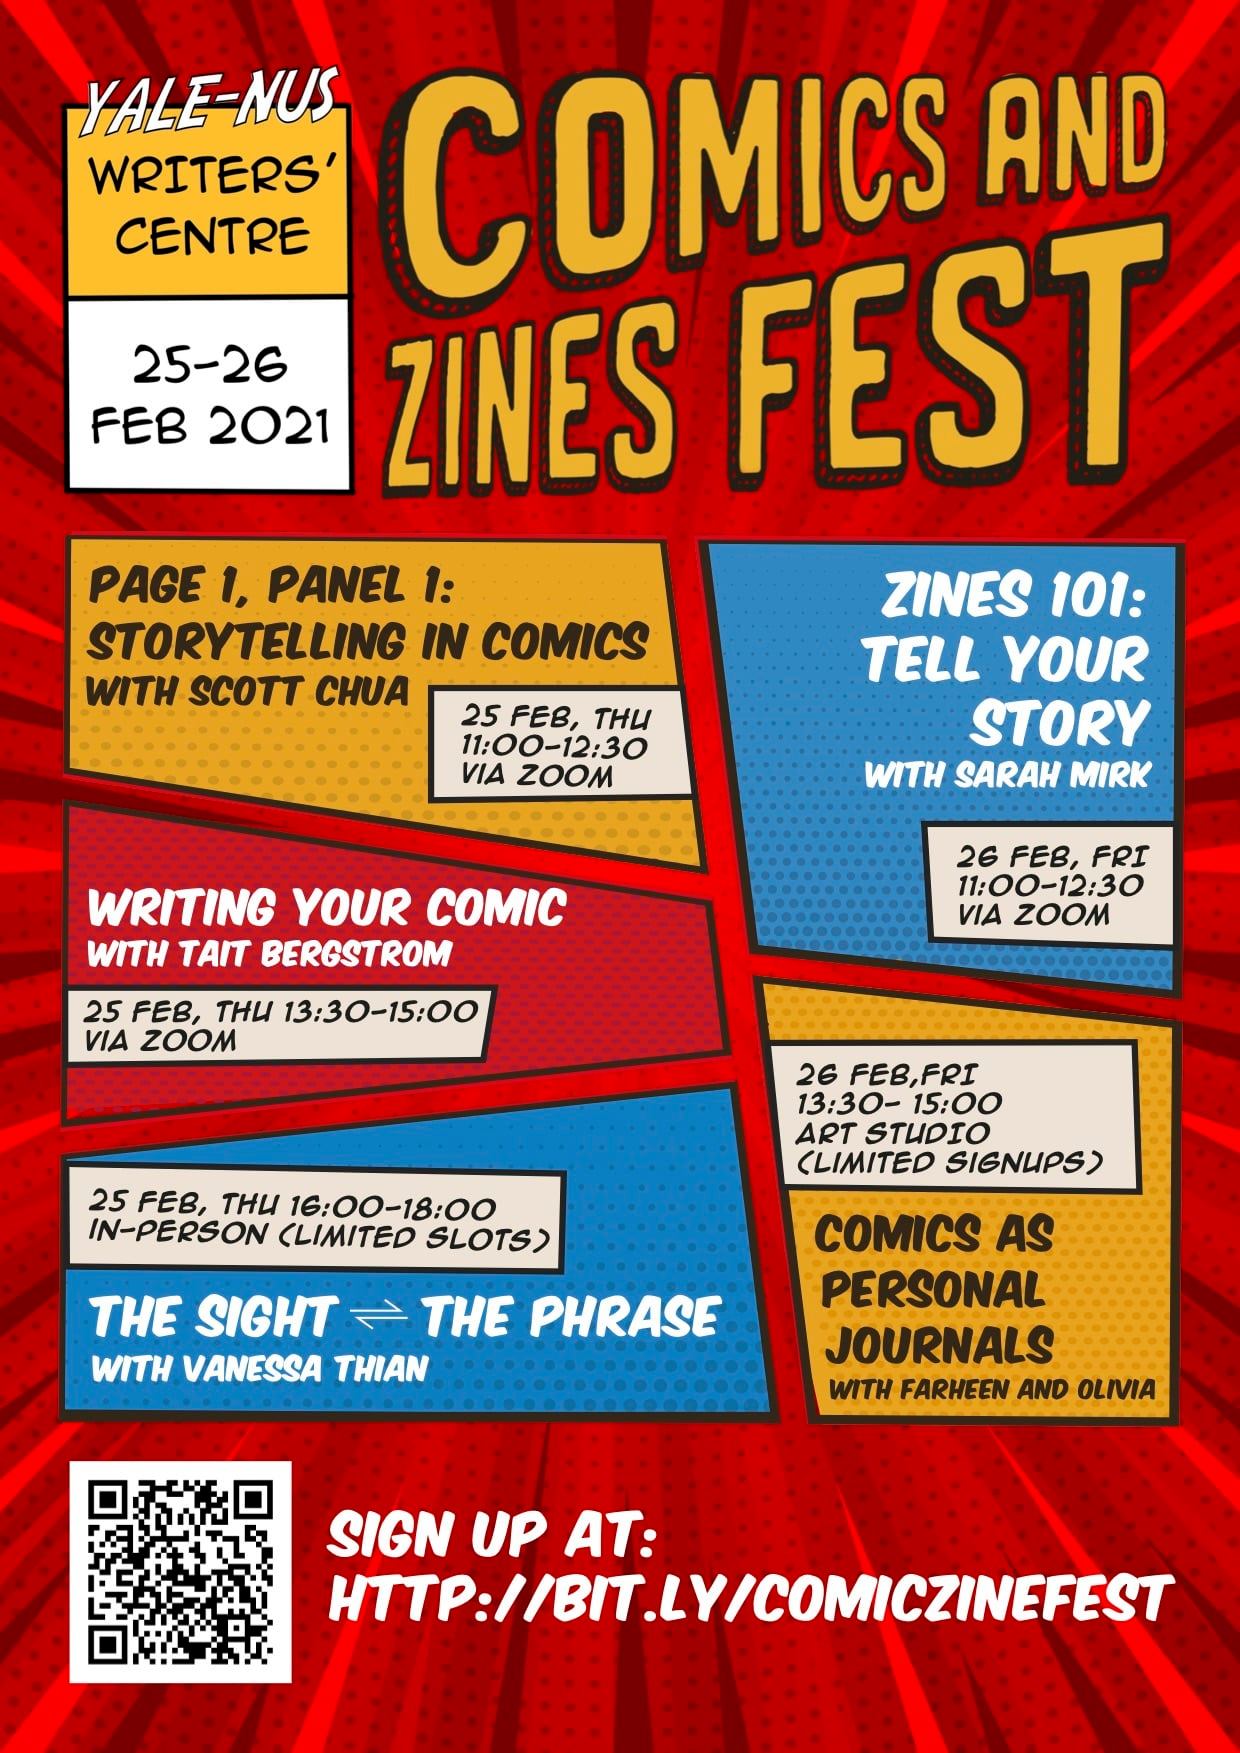 YALE-NUS
WRITERS'
CENTRE
25-26
FEB 2021
COMICS AND
ZINES FEST
PAGE 1, PANEL 1:
STORYTELLING IN COMICS
WITH SCOTT CHUA
25 FEB, THU
11:00-12:30
VIA ZOOM
WRITING YOUR COMIC
WITH TAIT BERGSTROM
25 FEB, THU 13:30-15:00
VIA ZOOM
25 FEB, THU 16:00-18:00
IN-PERSON (LIMITED SLOTS)
THE SIGHT ⇌ THE PHRASE
WITH VANESSA THIAN
ZINES 101:
TELL YOUR
STORY
WITH SARAH MIRK
26 FEB, FRI
11:00-12:30
VIA ZOOM
26 FEB,FRI
13:30- 15:00
ART STUDIO
(LIMITED SIGNUPS)
COMICS AS
PERSONAL
JOURNALS
WITH FARHEEN AND OLIVIA
SIGN UP AT:
HTTP://BIT.LY/COMICZINEFEST